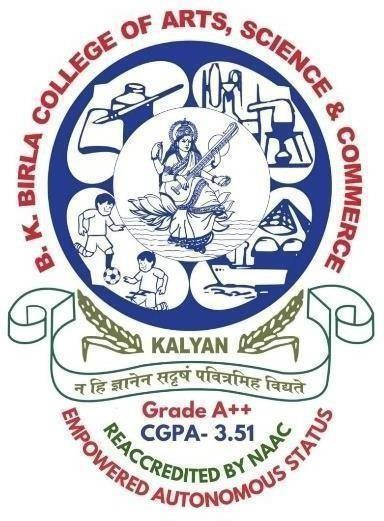 B. K. BIRLA COLLEGE OF ARTS, SCIENCE & COMMERCE
KALYAN
न हि ज्ञानेन सदृषं पवित्रमिह विद्यते
Grade A++
CGPA- 3.51
REACCREDITED BY NAAC
EMPOWERED AUTONOMOUS STATUS